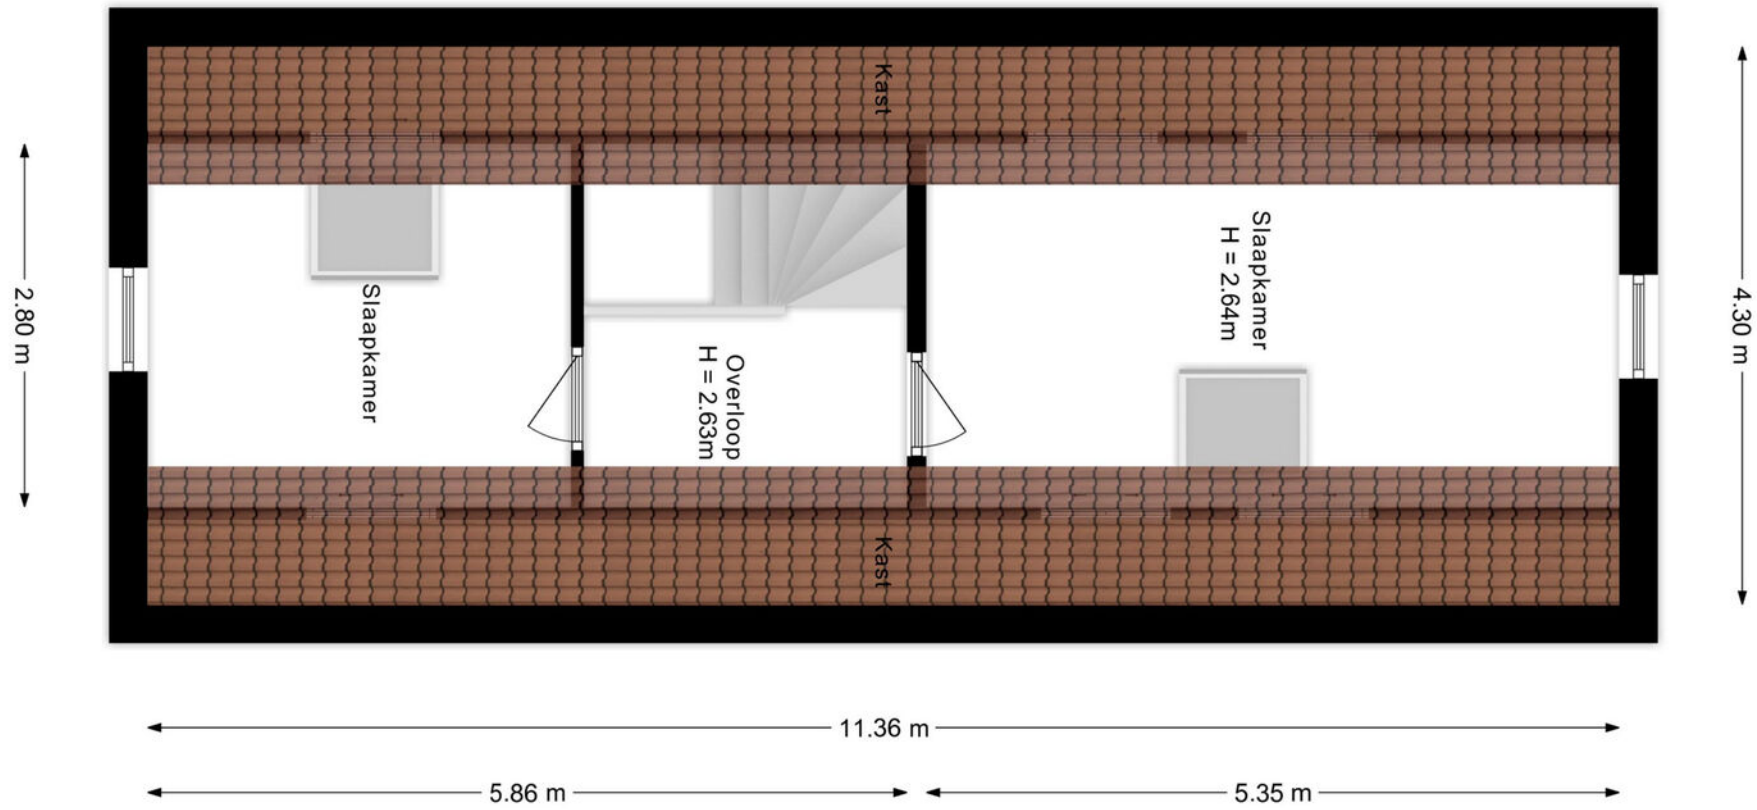 Kast
Slaapkamer
H = 2.64m
Slaapkamer
Overloop
H = 2.63m
Kast
2.80 m
4.30 m
11.36 m
5.86 m
5.35 m